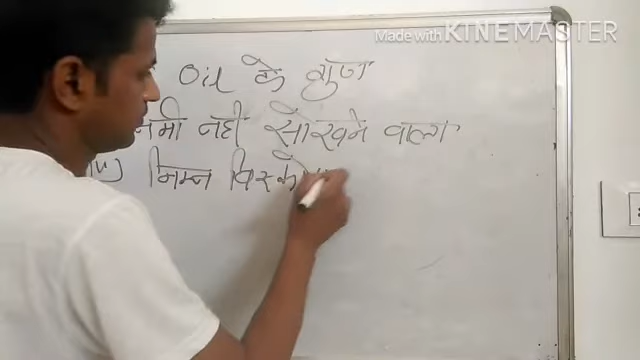 Made with KINEMASTER
Oil के गुण
नमी नही सोखने वाला
निम्न